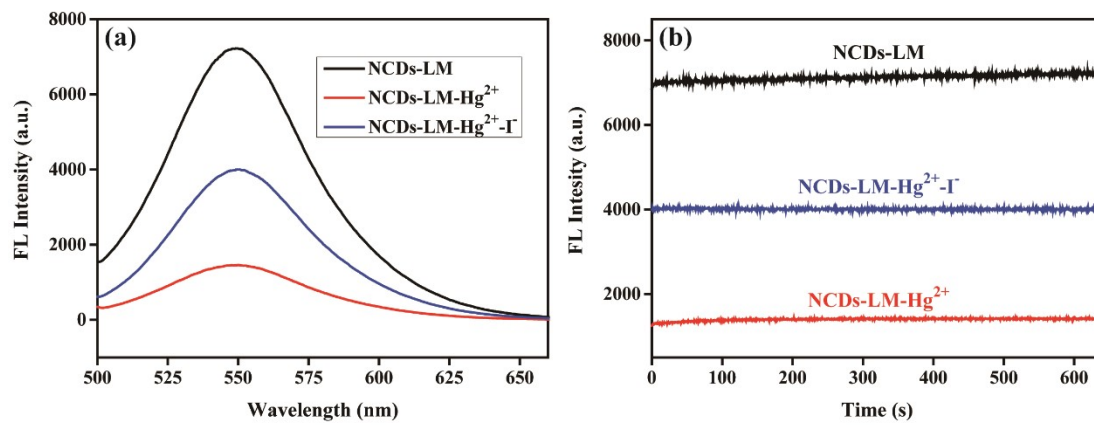 (a)
NCDs-LM
NCDs-LM-Hg²⁺
NCDs-LM-Hg²⁺-I⁻
FL Intensity (a.u.)
8000
6000
4000
2000
0
500 525 550 575 600 625 650
Wavelength (nm)
(b)
NCDs-LM
NCDs-LM-Hg²⁺-I⁻
NCDs-LM-Hg²⁺
FL Intesity (a.u.)
8000
6000
4000
2000
0 100 200 300 400 500 600
Time (s)